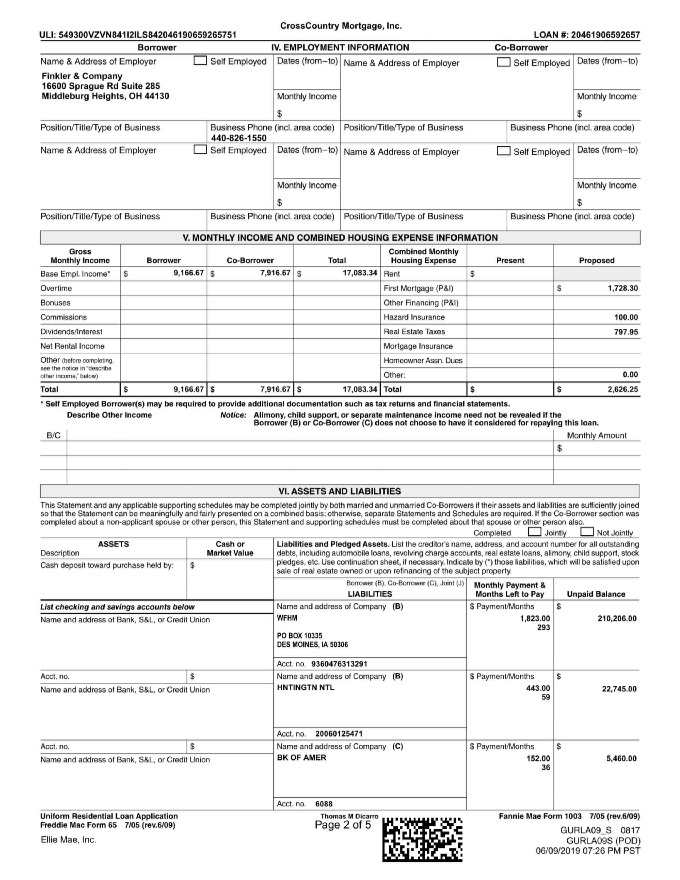 CrossCountry Mortgage, Inc.
ULI: 549300VZVN841I2ILS842046190659265751 LOAN #: 20461906592657
Borrower IV. EMPLOYMENT INFORMATION Co-Borrower
Name & Address of Employer Self Employed Dates (from–to) Name & Address of Employer Self Employed Dates (from–to)
Finkler & Company
16600 Sprague Rd Suite 285
Middleburg Heights, OH 44130
Monthly Income Monthly Income
$ $
Position/Title/Type of Business Business Phone (incl. area code) Position/Title/Type of Business Business Phone (incl. area code)
440-826-1550
Name & Address of Employer Self Employed Dates (from–to) Name & Address of Employer Self Employed Dates (from–to)
Monthly Income Monthly Income
$ $
Position/Title/Type of Business Business Phone (incl. area code) Position/Title/Type of Business Business Phone (incl. area code)
V. MONTHLY INCOME AND COMBINED HOUSING EXPENSE INFORMATION
Gross Monthly Income Borrower Co-Borrower Total Combined Monthly Housing Expense Present Proposed
Base Empl. Income* $ 9,166.67 $ 7,916.67 $ 17,083.34 Rent $
Overtime First Mortgage (P&I) $ 1,728.30
Bonuses Other Financing (P&I)
Commissions Hazard Insurance 100.00
Dividends/Interest Real Estate Taxes 797.95
Net Rental Income Mortgage Insurance
Other (before completing, see the notice in "describe other income," below) Homeowner Assn. Dues
Other: 0.00
Total $ 9,166.67 $ 7,916.67 $ 17,083.34 Total $ $ 2,626.25
* Self Employed Borrower(s) may be required to provide additional documentation such as tax returns and financial statements.
Describe Other Income Notice: Alimony, child support, or separate maintenance income need not be revealed if the
Borrower (B) or Co-Borrower (C) does not choose to have it considered for repaying this loan.
B/C Monthly Amount
$
VI. ASSETS AND LIABILITIES
This Statement and any applicable supporting schedules may be completed jointly by both married and unmarried Co-Borrowers if their assets and liabilities are sufficiently joined
so that the Statement can be meaningfully and fairly presented on a combined basis; otherwise, separate Statements and Schedules are required. If the Co-Borrower section was
completed about a non-applicant spouse or other person, this Statement and supporting schedules must be completed about that spouse or other person also.
Completed Jointly Not Jointly
ASSETS
Description
Cash or Market Value
Cash deposit toward purchase held by: $
Liabilities and Pledged Assets. List the creditor's name, address, and account number for all outstanding
debts, including automobile loans, revolving charge accounts, real estate loans, alimony, child support, stock
pledges, etc. Use continuation sheet, if necessary. Indicate by (*) those liabilities, which will be satisfied upon
sale of real estate owned or upon refinancing of the subject property.
Borrower (B), Co-Borrower (C), Joint (J)
LIABILITIES Monthly Payment & Months Left to Pay Unpaid Balance
List checking and savings accounts below
Name and address of Bank, S&L, or Credit Union
Name and address of Company (B) $ Payment/Months $
WFHM 1,823.00 210,206.00
293
PO BOX 10335
DES MOINES, IA 50306
Acct. no. 9360476313291
Acct. no. $
Name and address of Bank, S&L, or Credit Union
Name and address of Company (B) $ Payment/Months $
HNTINGTN NTL 443.00 22,745.00
59
Acct. no. 20060125471
Acct. no. $
Name and address of Bank, S&L, or Credit Union
Name and address of Company (C) $ Payment/Months $
BK OF AMER 152.00 5,460.00
36
Acct. no. 6088
Uniform Residential Loan Application
Freddie Mac Form 65 7/05 (rev.6/09)
Thomas M Dicarro
Page 2 of 5
Fannie Mae Form 1003 7/05 (rev.6/09)
Ellie Mae, Inc.
GURLA09_S 0817
GURLA09S (POD)
06/09/2019 07:26 PM PST